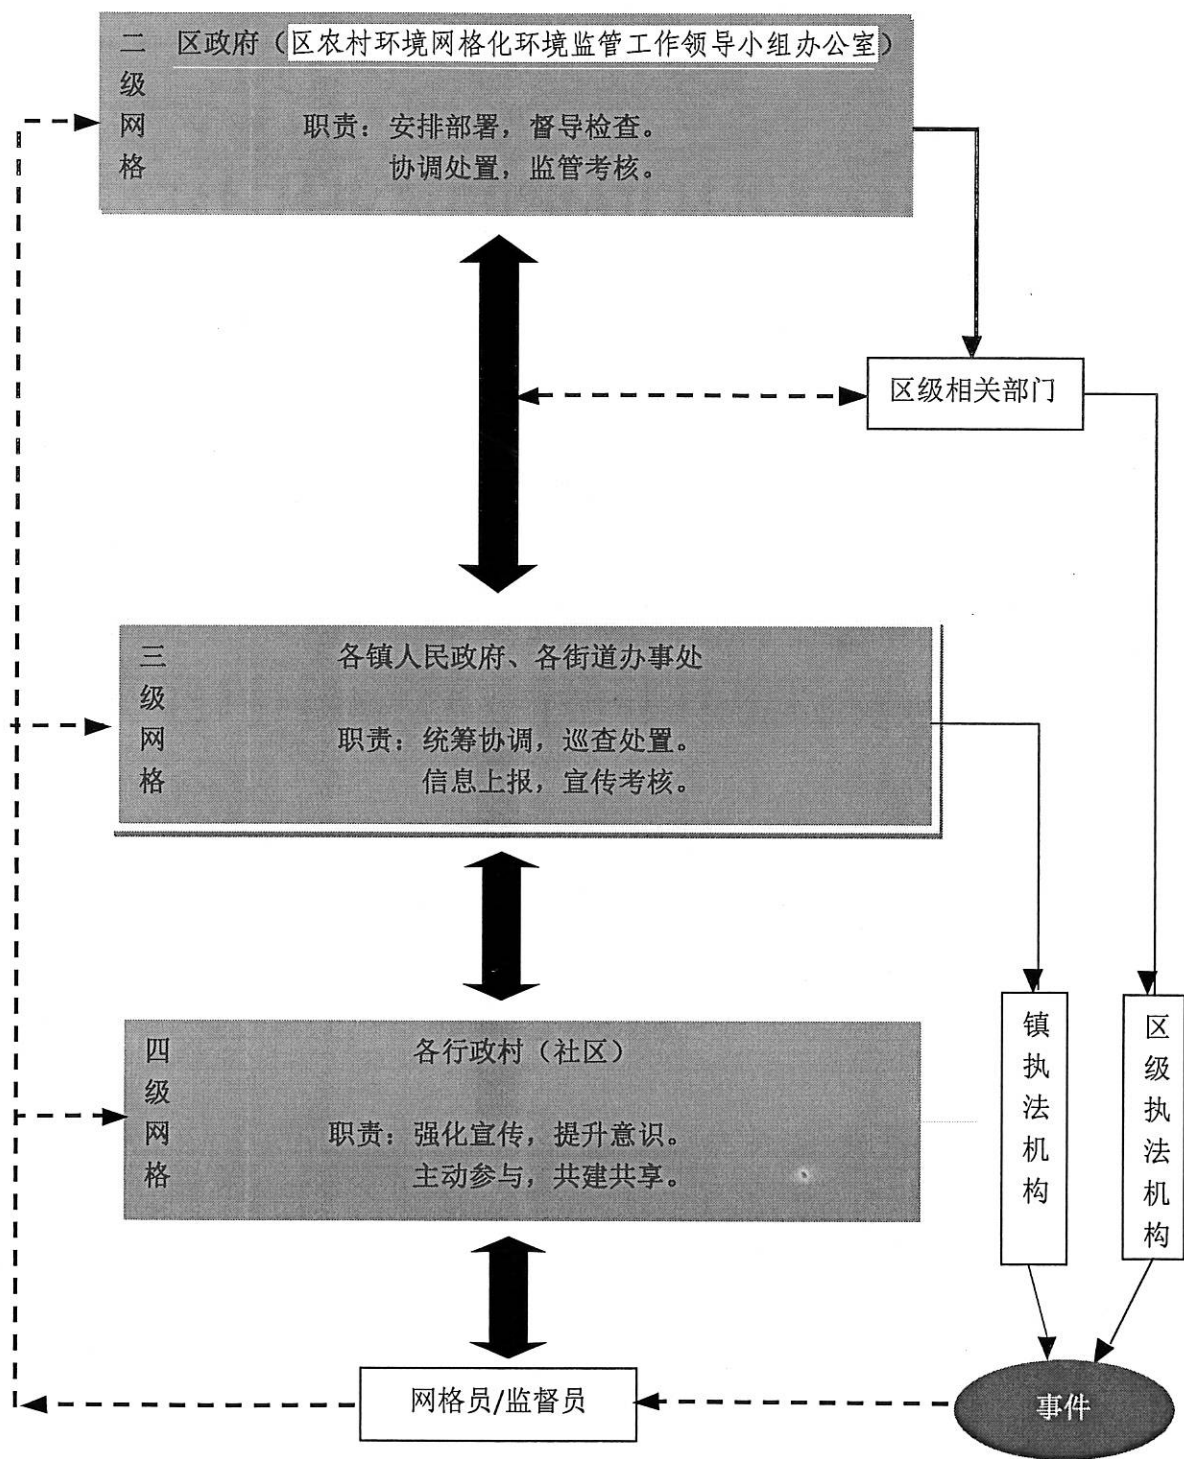 二级网格
区政府（区农村环境网格化环境监管工作领导小组办公室）
职责：安排部署，督导检查。
协调处置，监管考核。
区级相关部门
三级网格
各镇人民政府、各街道办事处
职责：统筹协调，巡查处置。
信息上报，宣传考核。
四级网格
各行政村（社区）
职责：强化宣传，提升意识。
主动参与，共建共享。
镇执法机构
区级执法机构
网格员/监督员
事件